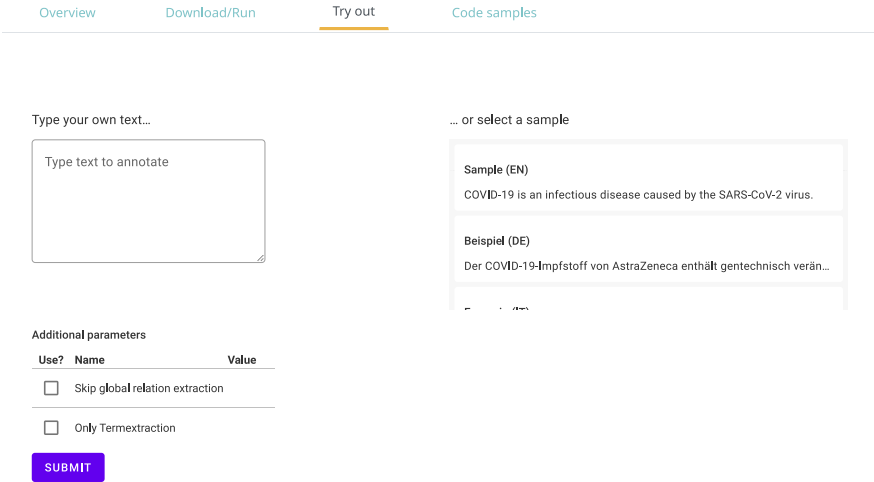 Overview Download/Run Try out Code samples
Type your own text…
Type text to annotate
… or select a sample
Sample (EN)
COVID-19 is an infectious disease caused by the SARS-CoV-2 virus.
Beispiel (DE)
Der COVID-19-Impfstoff von AstraZeneca enthält gentechnisch verän…
Additional parameters
Use? Name Value
Skip global relation extraction
Only Termextraction
SUBMIT